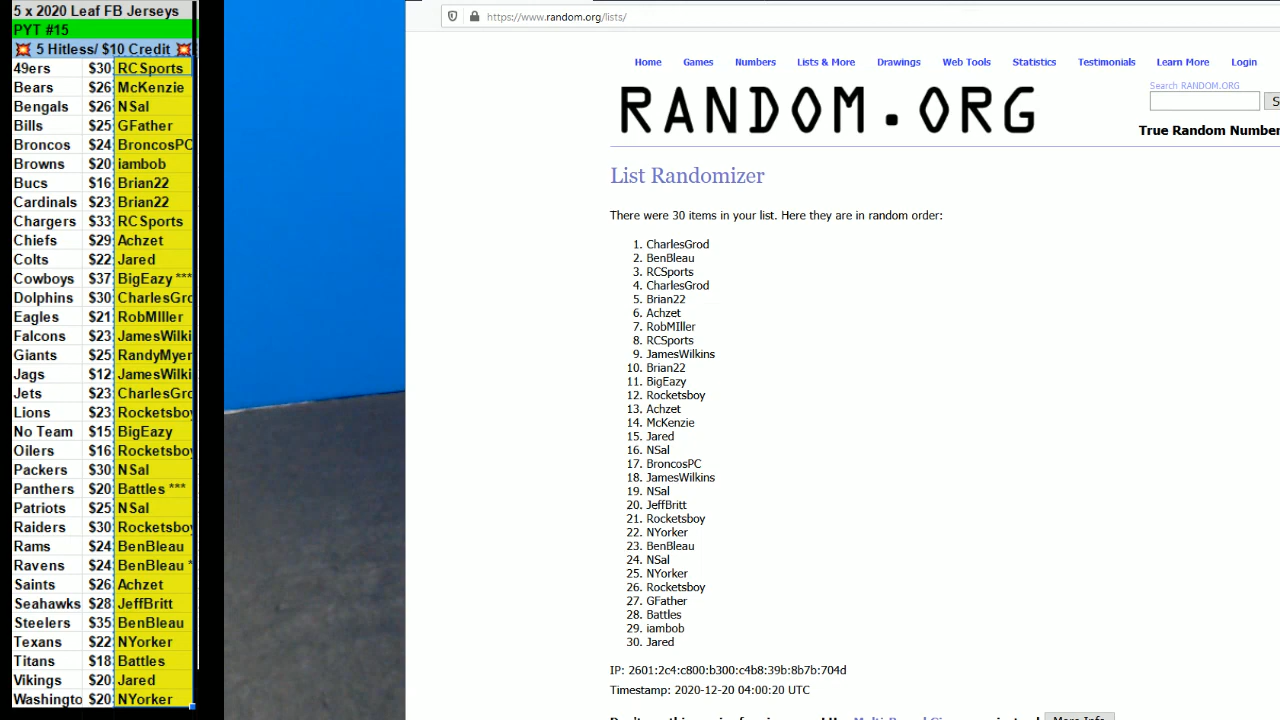 5 x 2020 Leaf FB Jerseys
PYT #15
5 Hitless/ $10 Credit
49ers $30 RCSports
Bears $26 McKenzie
Bengals $26 NSal
Bills $25 GFather
Broncos $24 BroncosPC
Browns $20 iambob
Bucs $16 Brian22
Cardinals $23 Brian22
Chargers $33 RCSports
Chiefs $29 Achzet
Colts $22 Jared
Cowboys $37 BigEazy ***
Dolphins $30 CharlesGro
Eagles $21 RobMIller
Falcons $23 JamesWilki
Giants $25 RandyMyer
Jags $12 JamesWilki
Jets $23 CharlesGro
Lions $23 Rocketsboy
No Team $15 BigEazy
Oilers $16 Rocketsboy
Packers $30 NSal
Panthers $20 Battles ***
Patriots $25 NSal
Raiders $30 Rocketsboy
Rams $24 BenBleau
Ravens $24 BenBleau *
Saints $26 Achzet
Seahawks $28 JeffBritt
Steelers $35 BenBleau
Texans $22 NYorker
Titans $18 Battles
Vikings $20 Jared
Washingto $20 NYorker
https://www.random.org/lists/
Home Games Numbers Lists & More Drawings Web Tools Statistics Testimonials Learn More Login
Search RANDOM.ORG
S
RANDOM.ORG
True Random Number
List Randomizer
There were 30 items in your list. Here they are in random order:
1. CharlesGrod
2. BenBleau
3. RCSports
4. CharlesGrod
5. Brian22
6. Achzet
7. RobMIller
8. RCSports
9. JamesWilkins
10. Brian22
11. BigEazy
12. Rocketsboy
13. Achzet
14. McKenzie
15. Jared
16. NSal
17. BroncosPC
18. JamesWilkins
19. NSal
20. JeffBritt
21. Rocketsboy
22. NYorker
23. BenBleau
24. NSal
25. NYorker
26. Rocketsboy
27. GFather
28. Battles
29. iambob
30. Jared
IP: 2601:2c4:c800:b300:c4b8:39b:8b7b:704d
Timestamp: 2020-12-20 04:00:20 UTC